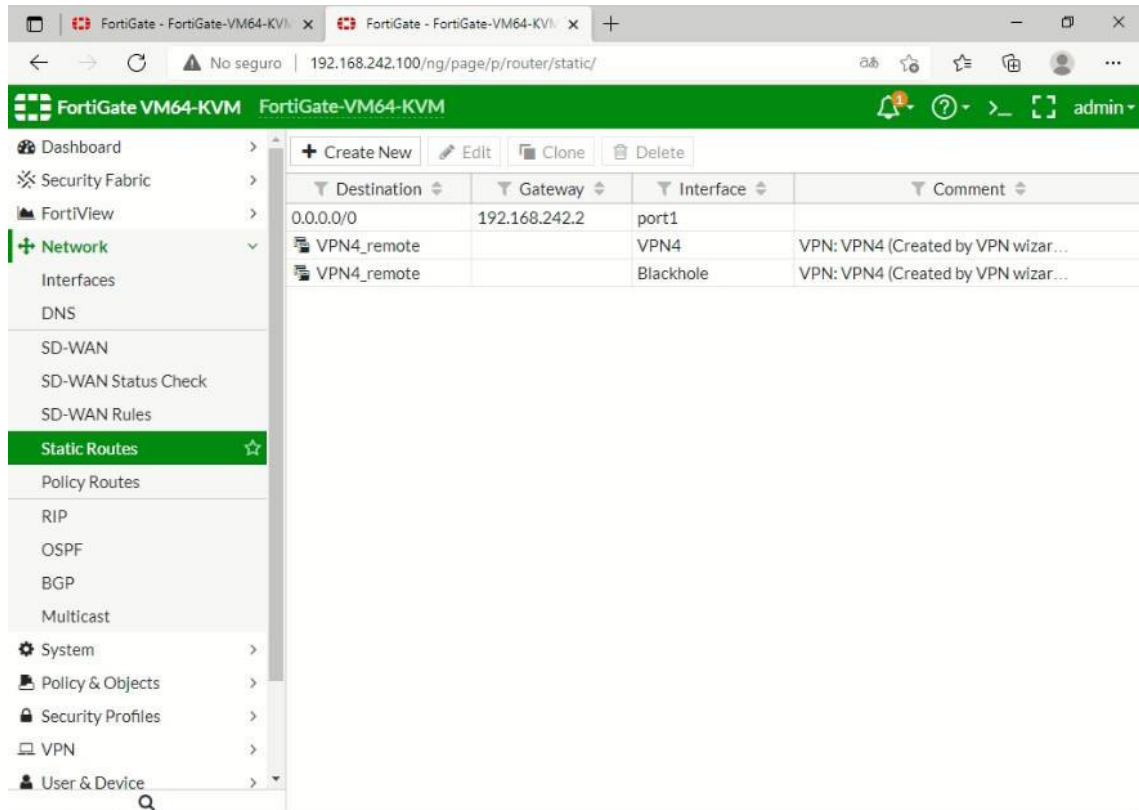 FortiGate - FortiGate-VM64-KV
FortiGate - FortiGate-VM64-KV
No seguro
192.168.242.100/ng/page/p/router/static/
FortiGate VM64-KVM FortiGate-VM64-KVM
1
admin
Dashboard
Security Fabric
FortiView
Network
Interfaces
DNS
SD-WAN
SD-WAN Status Check
SD-WAN Rules
Static Routes
Policy Routes
RIP
OSPF
BGP
Multicast
System
Policy & Objects
Security Profiles
VPN
User & Device
+ Create New Edit Clone Delete
Destination Gateway Interface Comment
0.0.0.0/0 192.168.242.2 port1
VPN4_remote VPN4 VPN: VPN4 (Created by VPN wizar...
VPN4_remote Blackhole VPN: VPN4 (Created by VPN wizar...